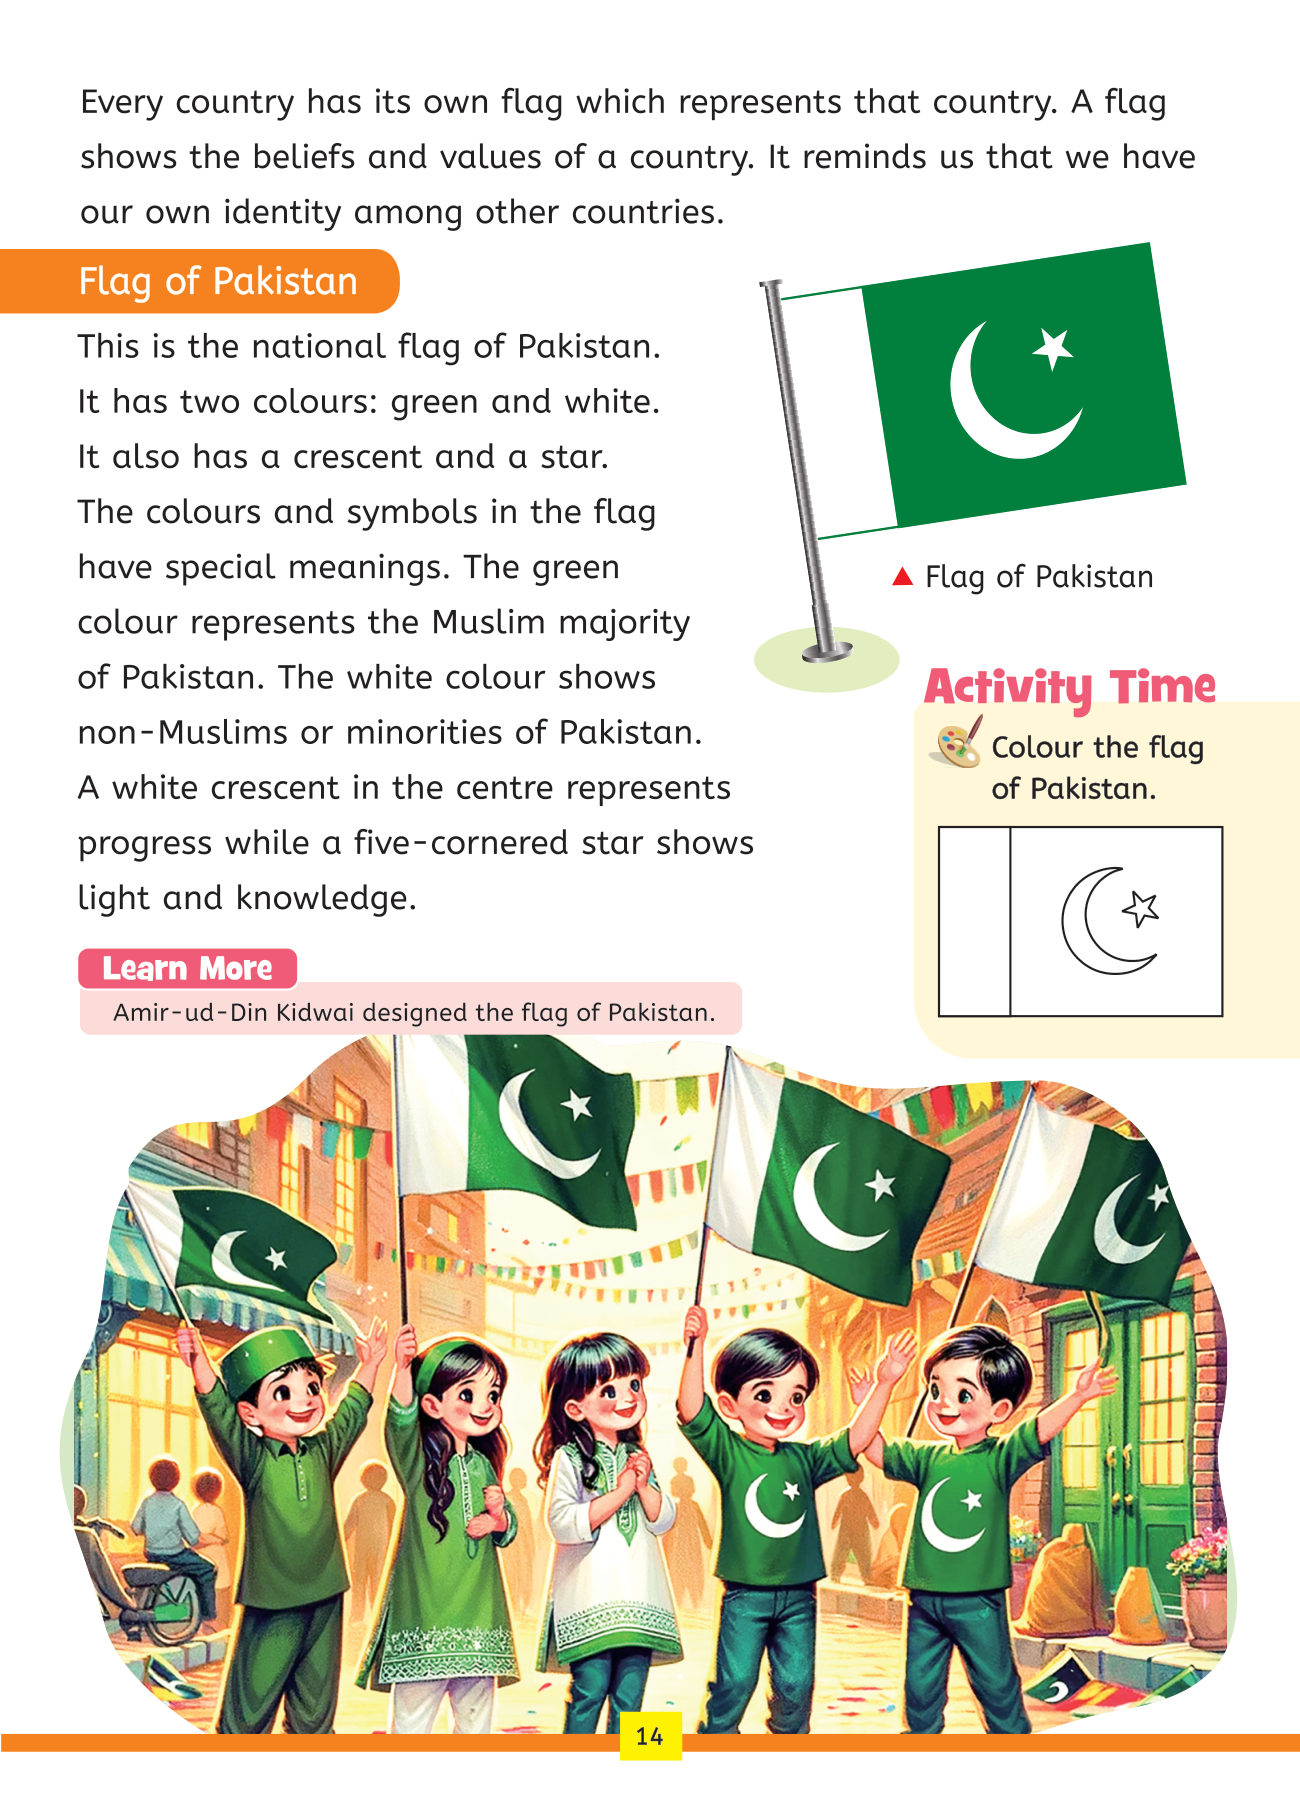 Every country has its own flag which represents that country. A flag
shows the beliefs and values of a country. It reminds us that we have
our own identity among other countries.
Flag of Pakistan
This is the national flag of Pakistan.
It has two colours: green and white.
It also has a crescent and a star.
The colours and symbols in the flag
have special meanings. The green
colour represents the Muslim majority
of Pakistan. The white colour shows
non-Muslims or minorities of Pakistan.
A white crescent in the centre represents
progress while a five-cornered star shows
light and knowledge.
Flag of Pakistan
Activity Time
Colour the flag
of Pakistan.
Learn More
Amir-ud-Din Kidwai designed the flag of Pakistan.
14